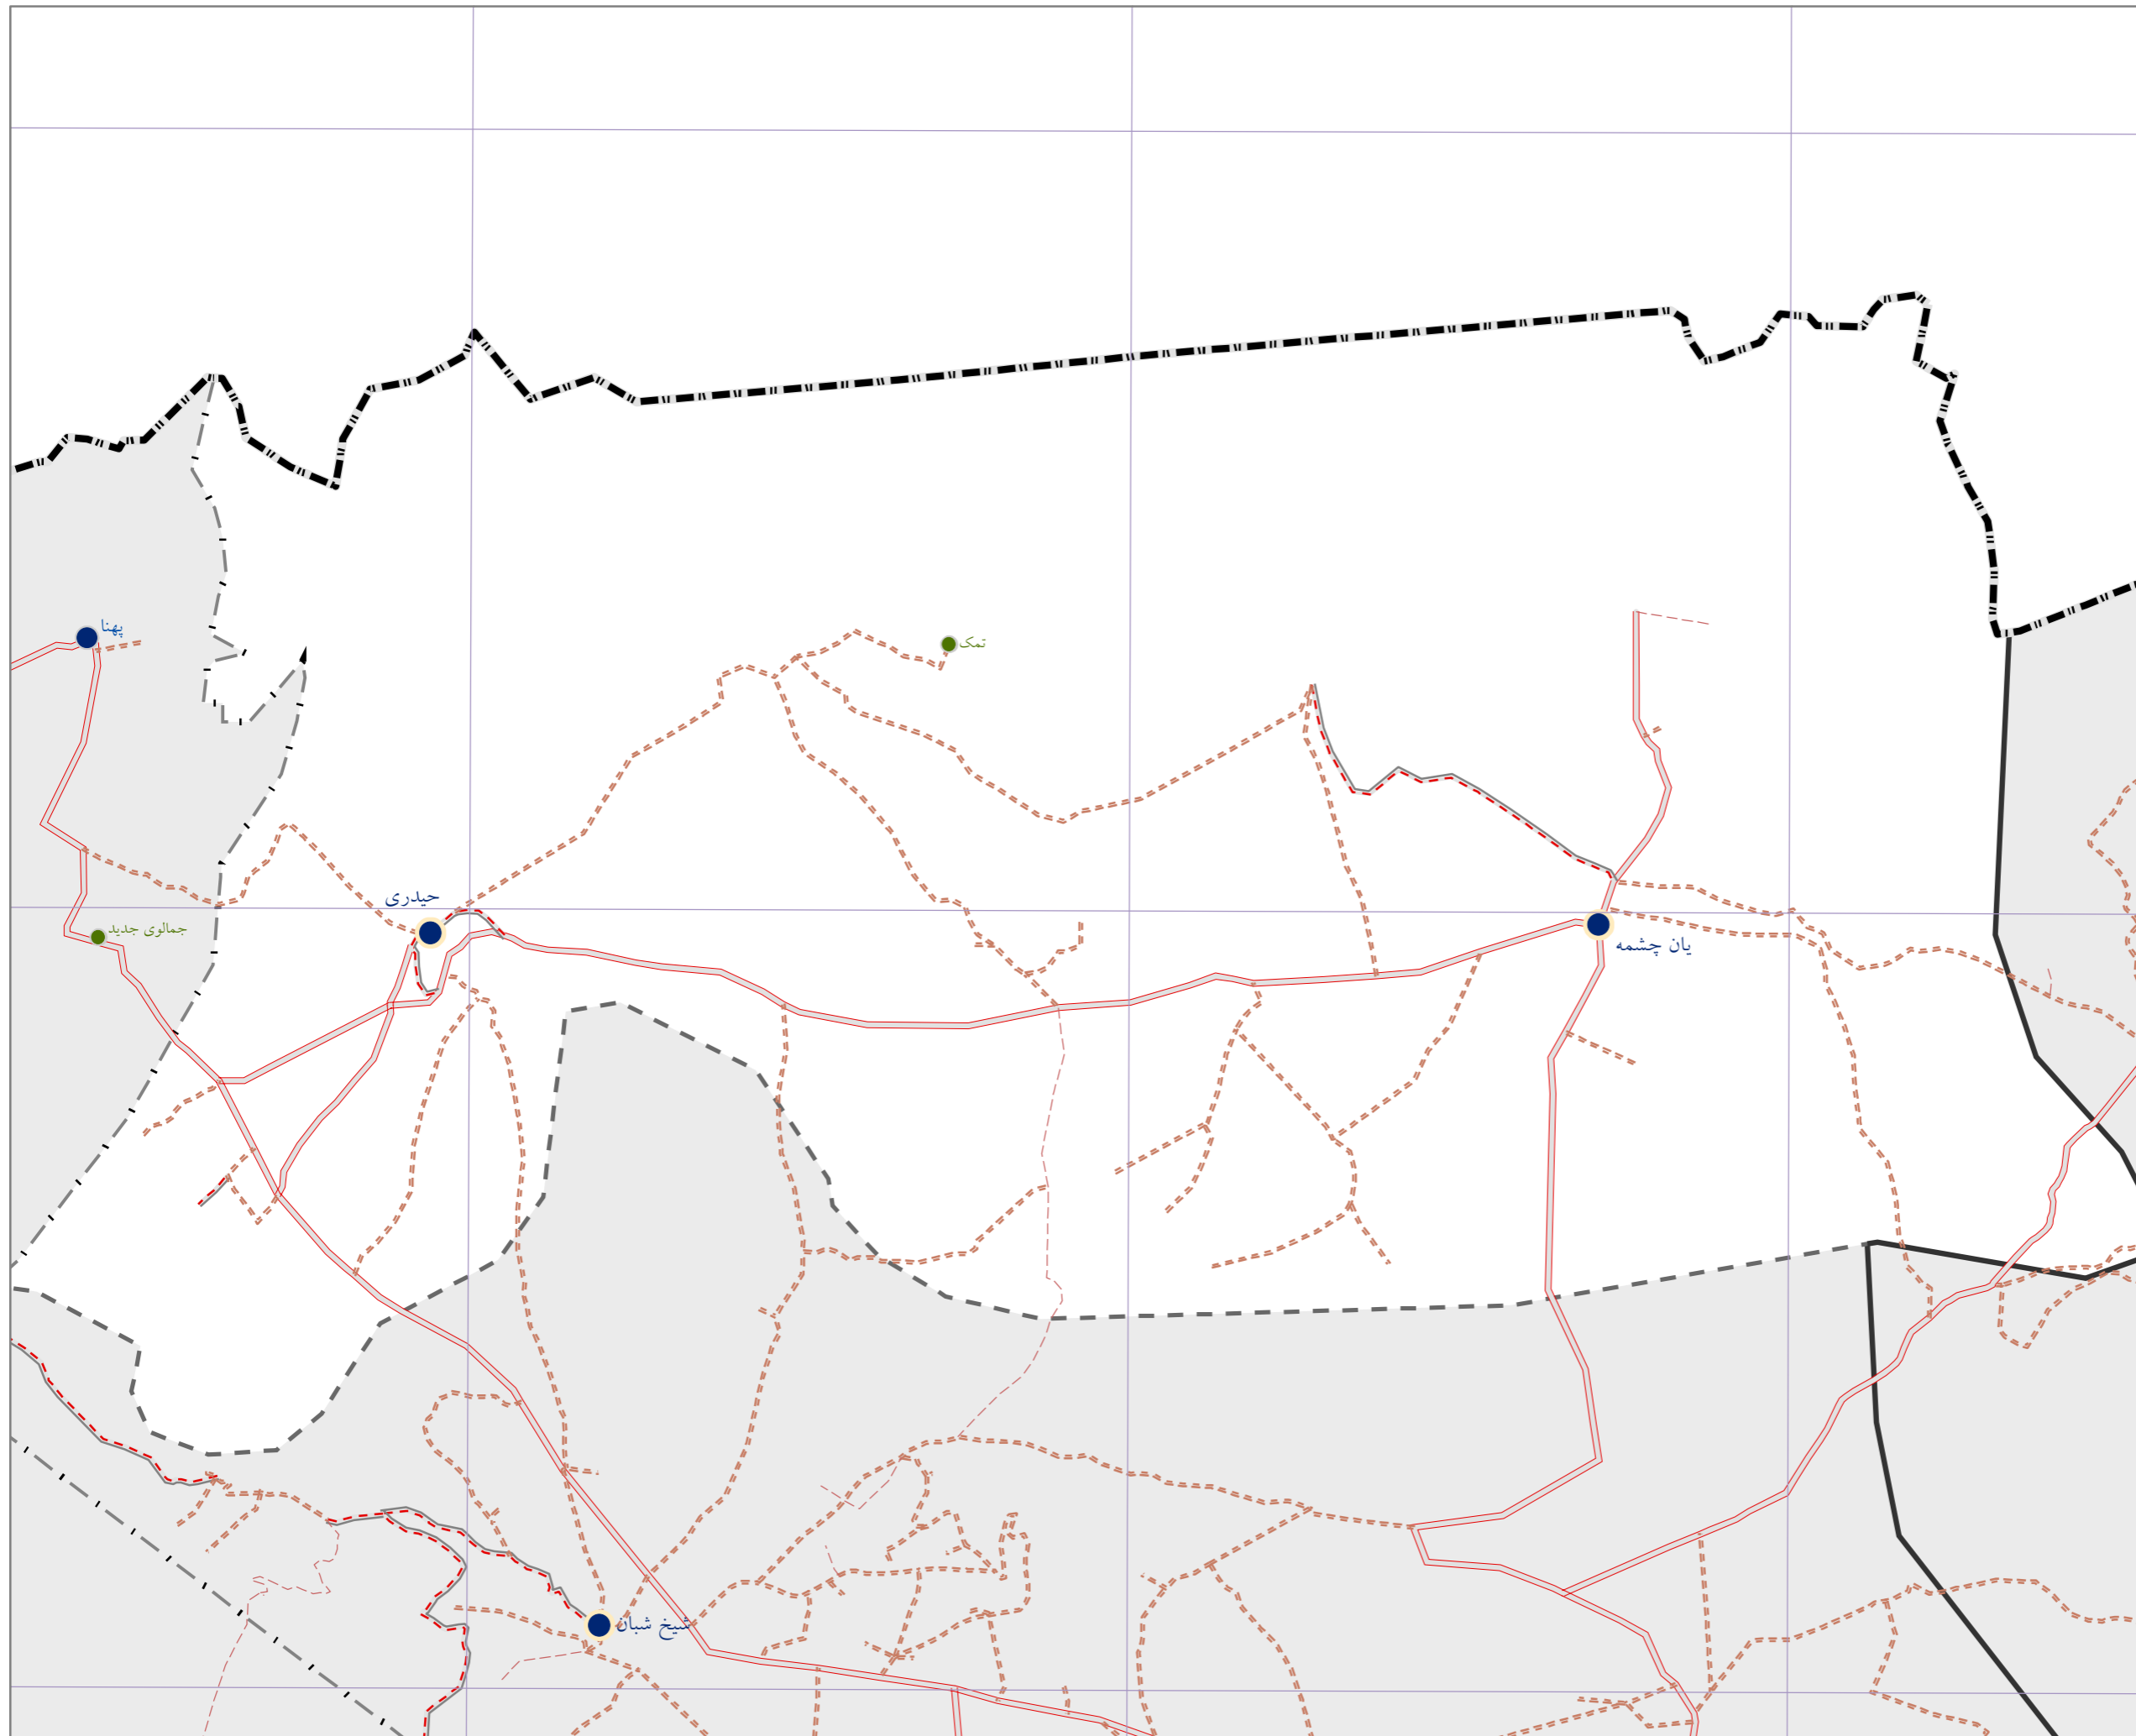 پهنا
تمک
حیدری
جمالوی جدید
یان چشمه
شیخ شبان